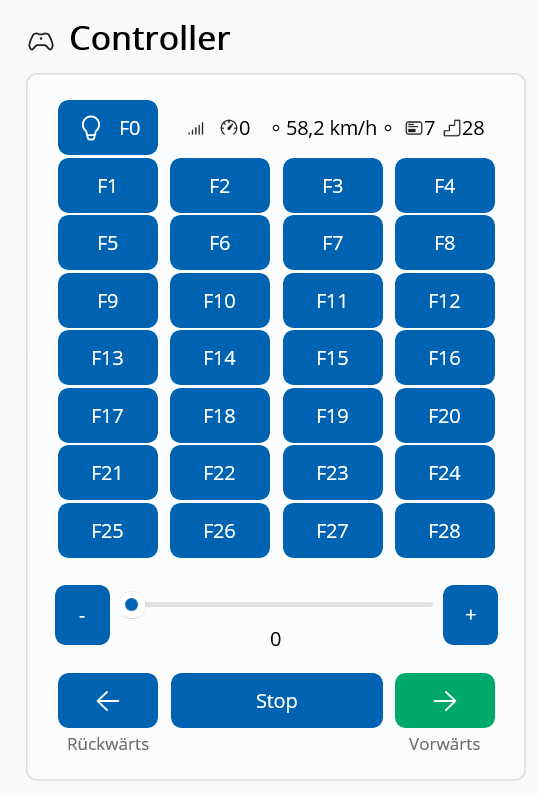 Controller
F0 0 58,2 km/h 7 28
F1 F2 F3 F4
F5 F6 F7 F8
F9 F10 F11 F12
F13 F14 F15 F16
F17 F18 F19 F20
F21 F22 F23 F24
F25 F26 F27 F28
- +
0
Stop
Rückwärts Vorwärts